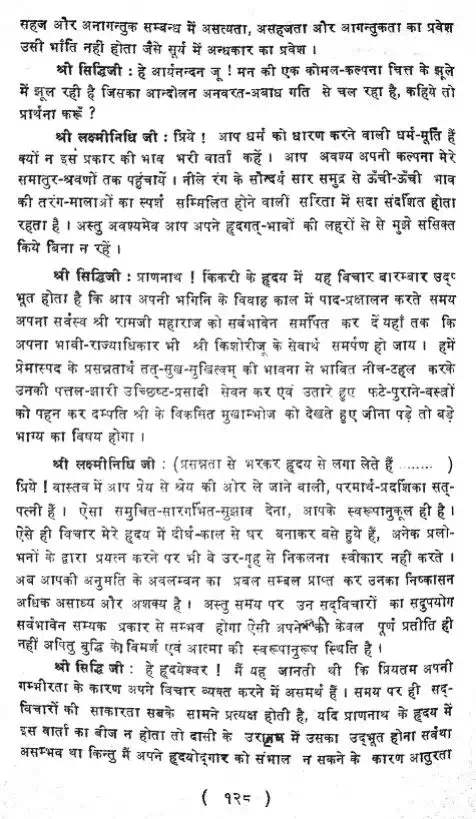 सहज और अनागन्तुक सम्बन्ध में असत्यता, असहजता और आगन्तुकता का प्रवेश
उसी भाँति नहीं होता जैसे सूर्य में अन्धकार का प्रवेश ।
श्री सिद्धिजी : हे आर्यनन्दन जू ! मन की एक कोमल-कल्पना चित्त के झूले
में झूल रही है जिसका आन्दोलन अनवरत-अबाध गति से चल रहा है, कहिये तो
प्रार्थना करूँ ?
श्री लक्ष्मीनिधि जी : प्रिये ! आप धर्म को धारण करने वाली धर्म-मूर्ति हैं
क्यों न इस प्रकार की भाव भरी वार्ता कहें । आप अवश्य अपनी कल्पना मेरे
समातुर-श्रवणों तक पहुंचायें । नीले रंग के सौन्दर्य सार समुद्र से ऊँची-ऊँची भाव
की तरंग-मालाओं का स्पर्श सम्मिलित होने वाली सरिता में सदा संदर्शित होता
रहता है । अस्तु अवश्यमेव आप अपने हृदगत्-भावों की लहरों से से मुझे संसिक्त
किये बिना न रहें ।
श्री सिद्धिजी : प्राणनाथ ! किंकरी के हृदय में यह विचार बारम्बार उद्-
भूत होता है कि आप अपनी भगिनि के विवाह काल में पाद-प्रक्षालन करते समय
अपना सर्वस्व श्री रामजी महाराज को सर्वभावेन समर्पित कर दें यहाँ तक कि
अपना भावी-राज्याधिकार भी श्री किशोरीजू के सेवार्थ समर्पण हो जाय । हमें
प्रेमास्पद के प्रसन्नतार्थ तत्-सुख-सुखित्वम् की भावना से भावित नीच-टहल करके
उनकी पत्तल-झारी उच्छिष्ट-प्रसादी सेवन कर एवं उतारे हुए फटे-पुराने-वस्त्रों
को पहन कर दम्पति श्री के विकसित मुखाम्भोज को देखते हुए जीना पड़े तो बड़े
भाग्य का विषय होगा ।
श्री लक्ष्मीनिधि जी : (प्रसन्नता से भरकर हृदय से लगा लेते हैं ........ )
प्रिये ! वास्तव में आप प्रेय से श्रेय की ओर ले जाने वाली, परमार्थ-प्रदर्शिका सत्-
पत्नी हैं । ऐसा समुचित-सारगर्भित-सुझाव देना, आपके स्वरूपानुकूल ही है ।
ऐसे ही विचार मेरे हृदय में दीर्घ-काल से घर बनाकर बसे हुये हैं, अनेक प्रलो-
भनों के द्वारा प्रयत्न करने पर भी वे उर-गृह से निकलना स्वीकार नहीं करते ।
अब आपकी अनुमति के अवलम्बन का प्रबल सम्बल प्राप्त कर उनका निष्कासन
अधिक असाध्य और अशक्य है । अस्तु समय पर उन सद्विचारों का सदुपयोग
सर्वभावेन सम्यक प्रकार से सम्भव होगा ऐसी अपने की केवल पूर्ण प्रतीति ही
नहीं अपितु बुद्धि के विमर्श एवं आत्मा की स्वरूपानुरूप स्थिति है ।
श्री सिद्धि जी : हे हृदयेश्वर ! मैं यह जानती थी कि प्रियतम अपनी
गम्भीरता के कारण अपने विचार व्यक्त करने में असमर्थ हैं । समय पर ही सद्-
विचारों की साकारता सबके सामने प्रत्यक्ष होती है, यदि प्राणनाथ के हृदय में
इस वार्ता का बीज न होता तो दासी के में उसका उद्भूत होना सर्वथा
असम्भव था किन्तु मैं अपने हृदयोद्गार को संभाल न सकने के कारण आतुरता
( १२८ )